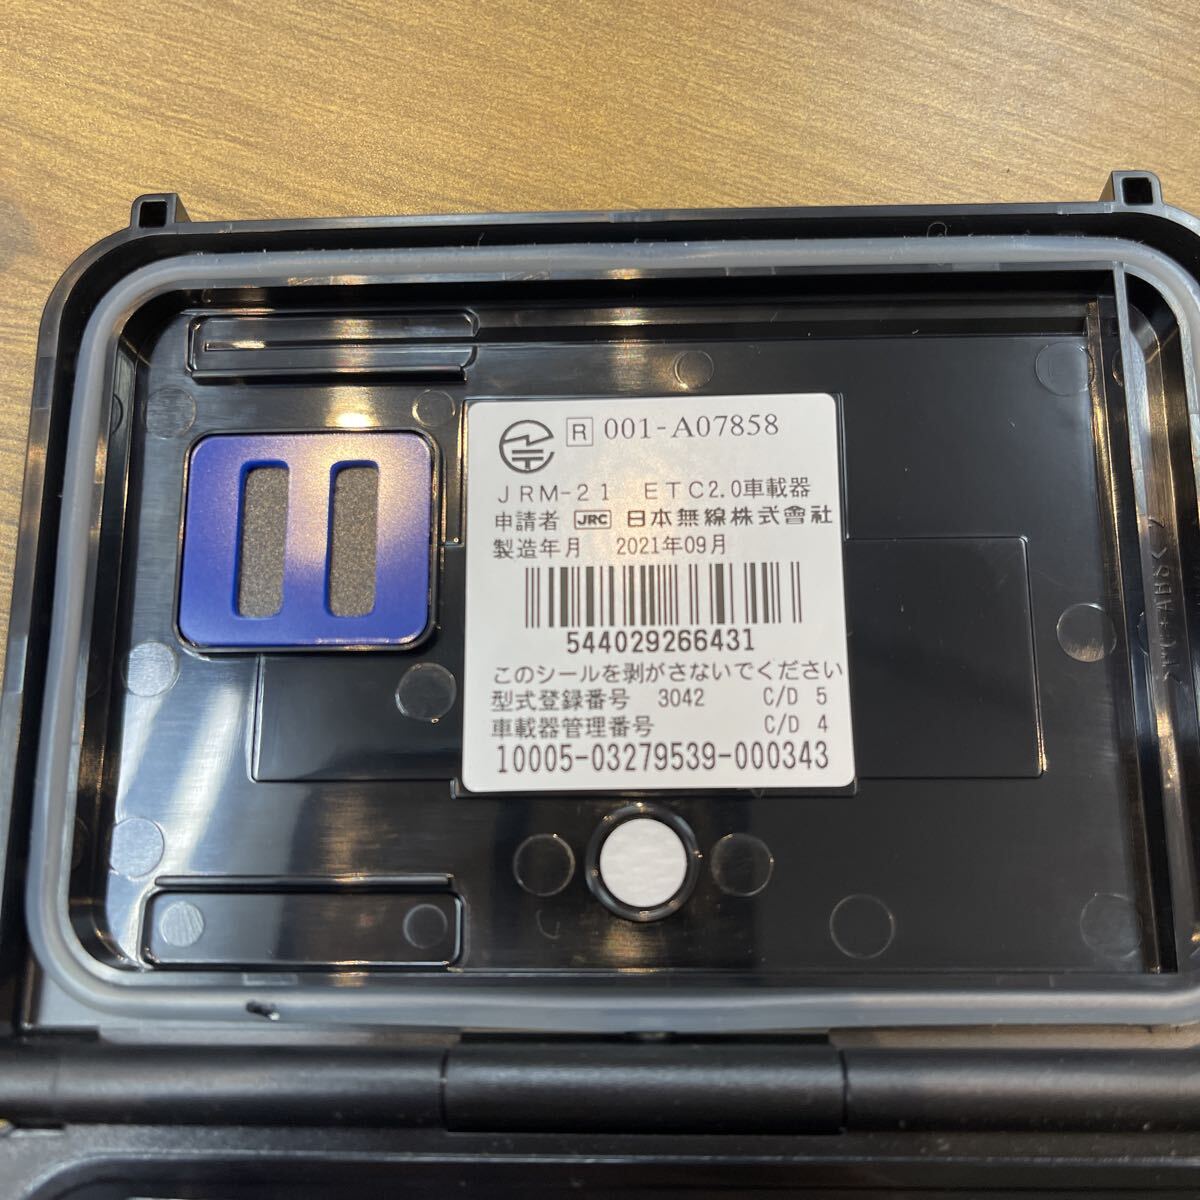 R 001-A07858
JRM-21 ETC2.0車載器
申請者 JRC 日本無線株式會社
製造年月 2021年09月
544029266431
このシールを剥がさないでください
型式登録番号 3042 C/D 5
車載器管理番号 C/D 4
10005-03279539-000343